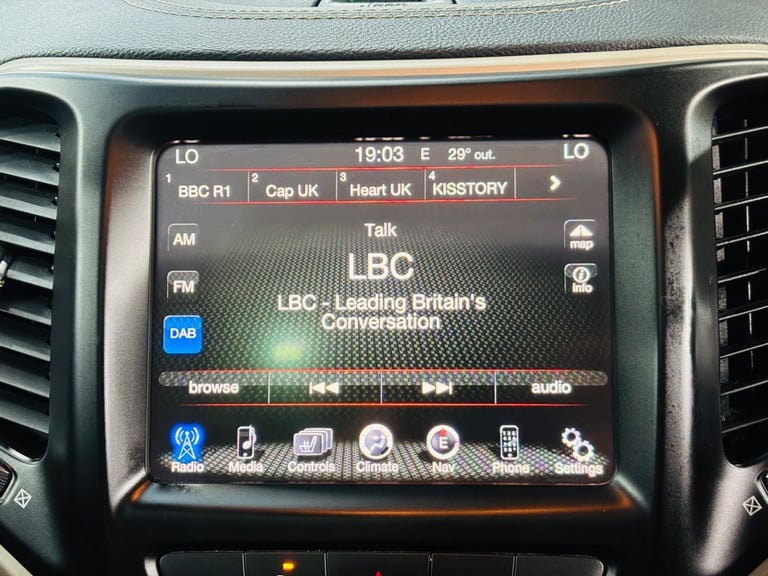 LO 19:03 E 29° out. LO
1 BBC R1 2 Cap UK 3 Heart UK 4 KISSTORY
Talk
AM
map
LBC
FM
info
LBC - Leading Britain's
Conversation
DAB
browse audio
E
Radio Media Controls Climate Nav Phone Settings